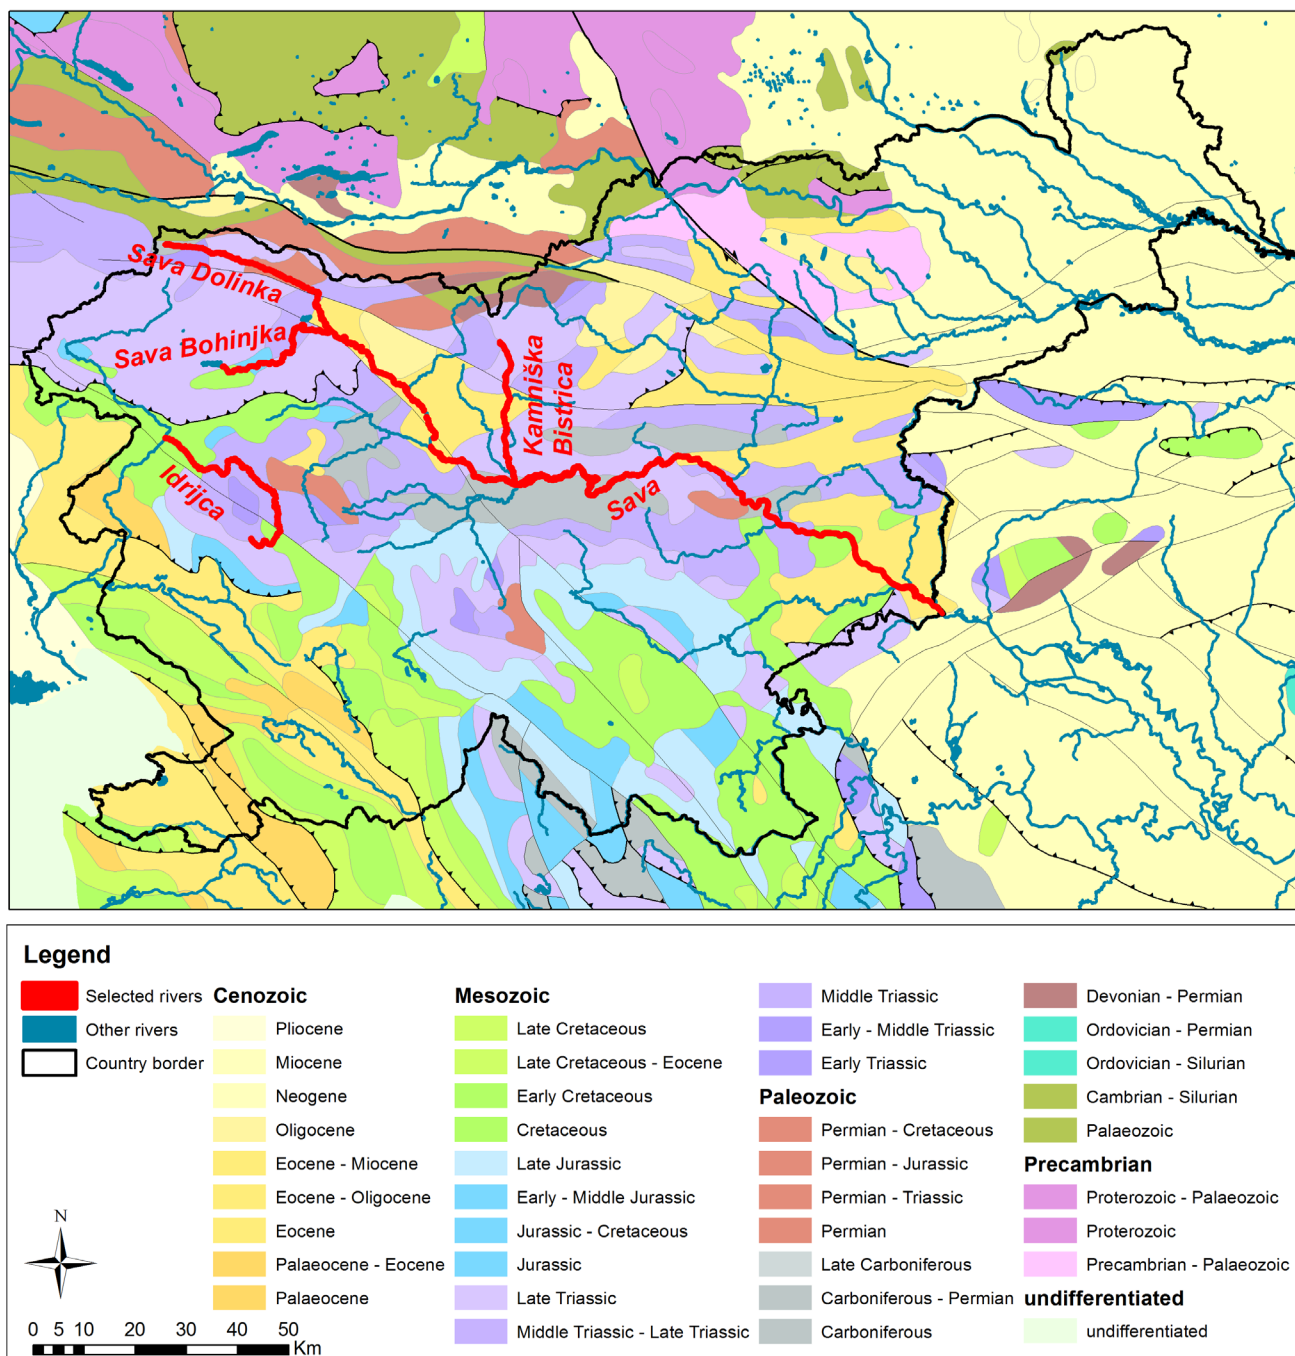 Sava Dolinka
Sava Bohinjka
Kamniška
Bistrica
Idrijca
Sava
Legend
Selected rivers
Other rivers
Country border
N
0 5 10 20 30 40 50
Km
Cenozoic
Pliocene
Miocene
Neogene
Oligocene
Eocene - Miocene
Eocene - Oligocene
Eocene
Palaeocene - Eocene
Palaeocene
Mesozoic
Late Cretaceous
Late Cretaceous - Eocene
Early Cretaceous
Cretaceous
Late Jurassic
Early - Middle Jurassic
Jurassic - Cretaceous
Jurassic
Late Triassic
Middle Triassic - Late Triassic
Middle Triassic
Early - Middle Triassic
Early Triassic
Paleozoic
Permian - Cretaceous
Permian - Jurassic
Permian - Triassic
Permian
Late Carboniferous
Carboniferous - Permian
Carboniferous
Devonian - Permian
Ordovician - Permian
Ordovician - Silurian
Cambrian - Silurian
Palaeozoic
Precambrian
Proterozoic - Palaeozoic
Proterozoic
Precambrian - Palaeozoic
undifferentiated
undifferentiated